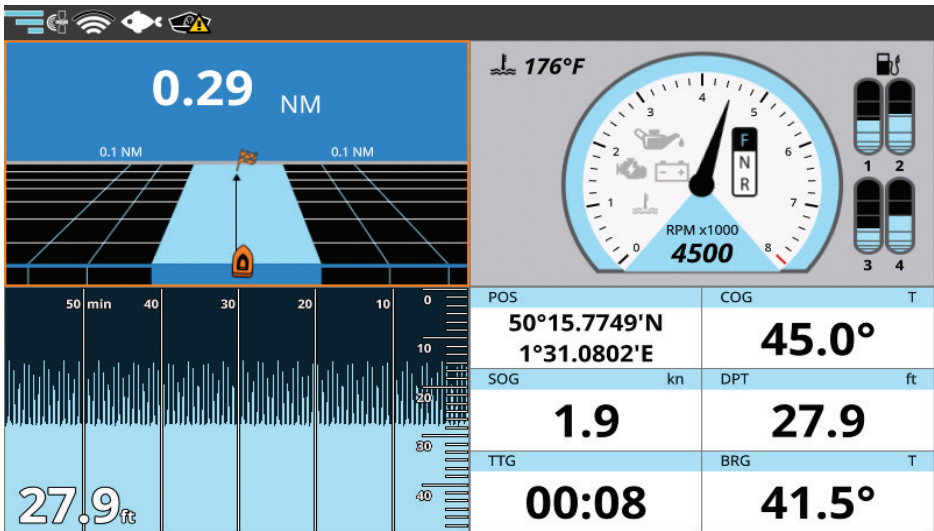 0.29 NM
0.1 NM 0.1 NM
176°F
0 1 2 3 4 5 6 7 8
F
N
R
RPM x1000
4500
1 2
3 4
50 min 40 30 20 10
0
10
20
30
40
27.9 ft
POS
50°15.7749'N
1°31.0802'E
COG T
45.0°
SOG kn
1.9
DPT ft
27.9
TTG
00:08
BRG T
41.5°